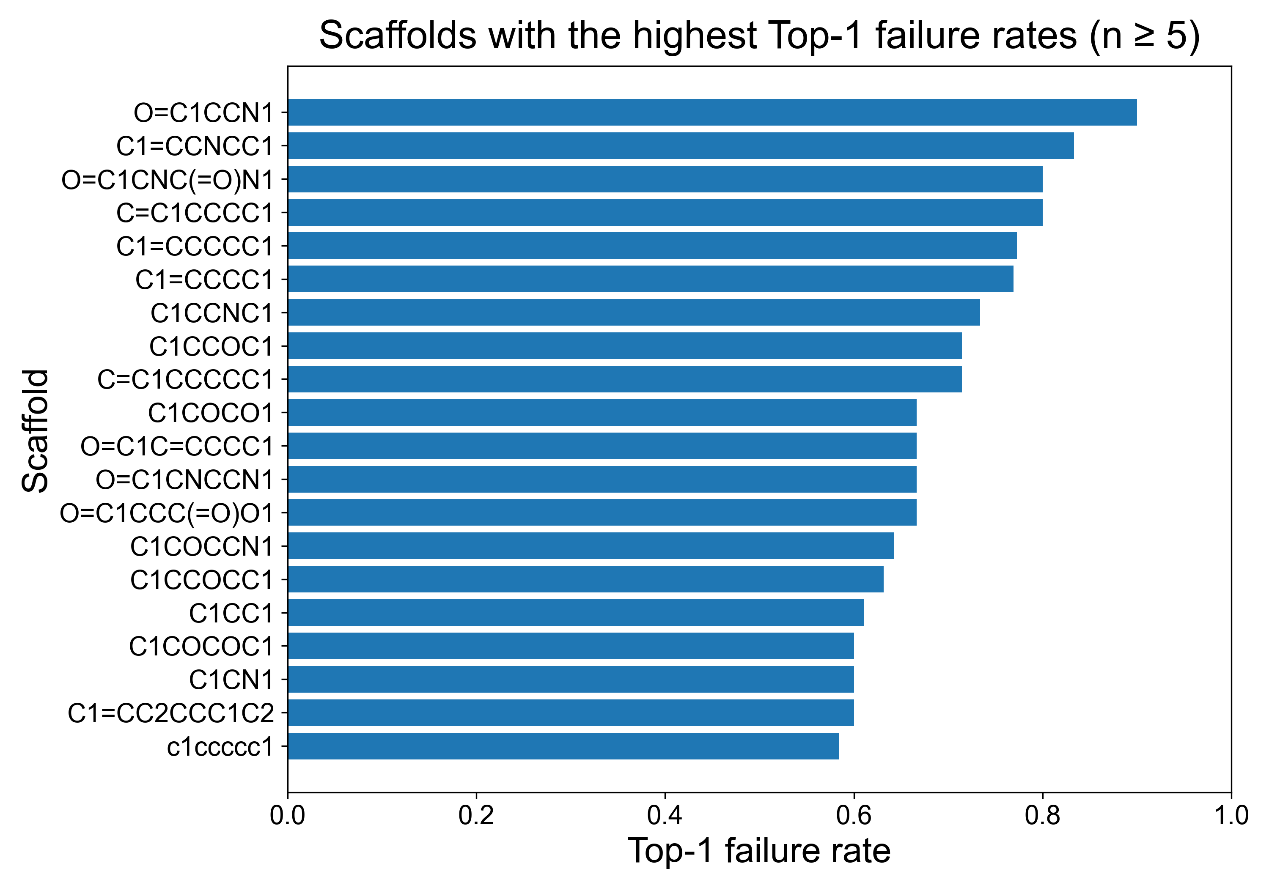 Scaffolds with the highest Top-1 failure rates (n ≥ 5)
Scaffold
O=C1CCN1
C1=CCNCC1
O=C1CNC(=O)N1
C=C1CCCC1
C1=CCCCC1
C1=CCCC1
C1CCNC1
C1CCOC1
C=C1CCCCC1
C1COCO1
O=C1C=CCCC1
O=C1CNCCN1
O=C1CCC(=O)O1
C1COCCN1
C1CCOCC1
C1CC1
C1COCOC1
C1CN1
C1=CC2CCC1C2
c1ccccc1
0.0 0.2 0.4 0.6 0.8 1.0
Top-1 failure rate